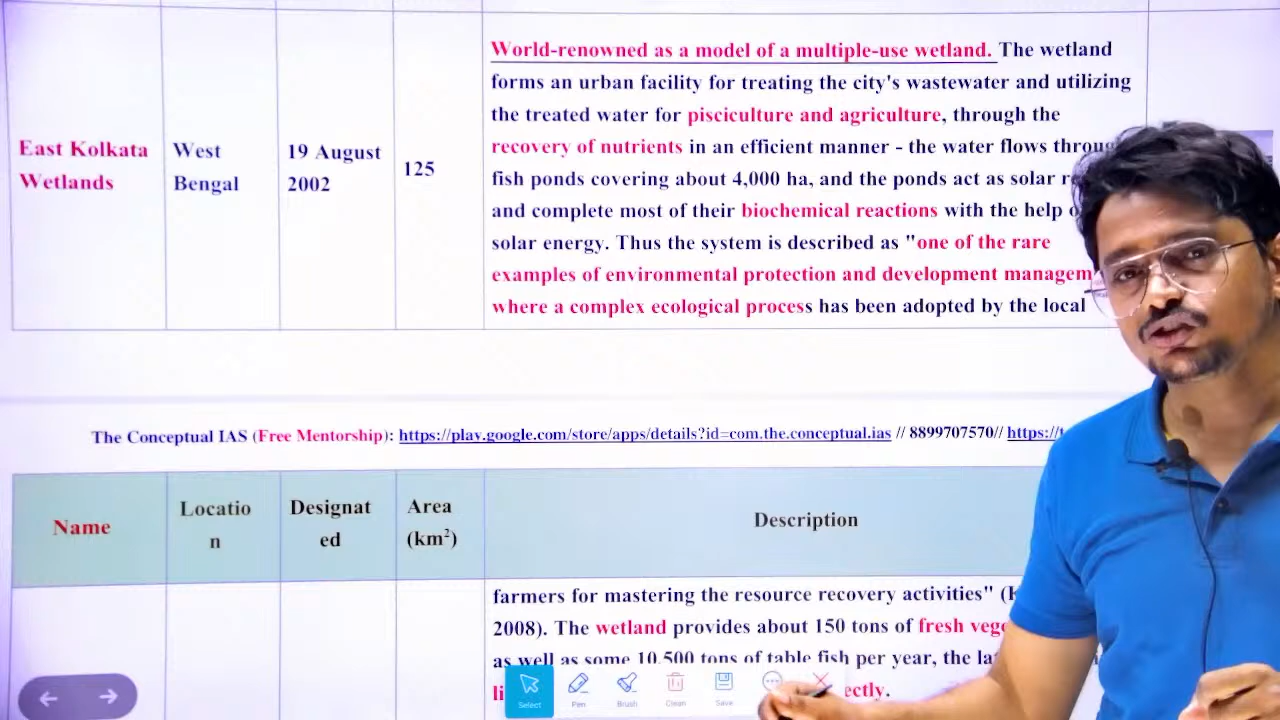 World-renowned as a model of a multiple-use wetland. The wetland
forms an urban facility for treating the city's wastewater and utilizing
the treated water for pisciculture and agriculture, through the
recovery of nutrients in an efficient manner - the water flows through
fish ponds covering about 4,000 ha, and the ponds act as solar
and complete most of their biochemical reactions with the help
solar energy. Thus the system is described as "one of the rare
examples of environmental protection and development
where a complex ecological process has been adopted by the local
East Kolkata
Wetlands
West
Bengal
19 August
2002
125
The Conceptual IAS (Free Mentorship): https://play.google.com/store/apps/details?id=com.the.conceptual.ias // 8899707570//
Name
Locatio
n
Designat
ed
Area
(km²)
Description
farmers for mastering the resource recovery activities"
2008). The wetland provides about 150 tons of fresh
as well as some 10,500 tons of table fish per year, the
Select
Pen
Brush
Clean
Save